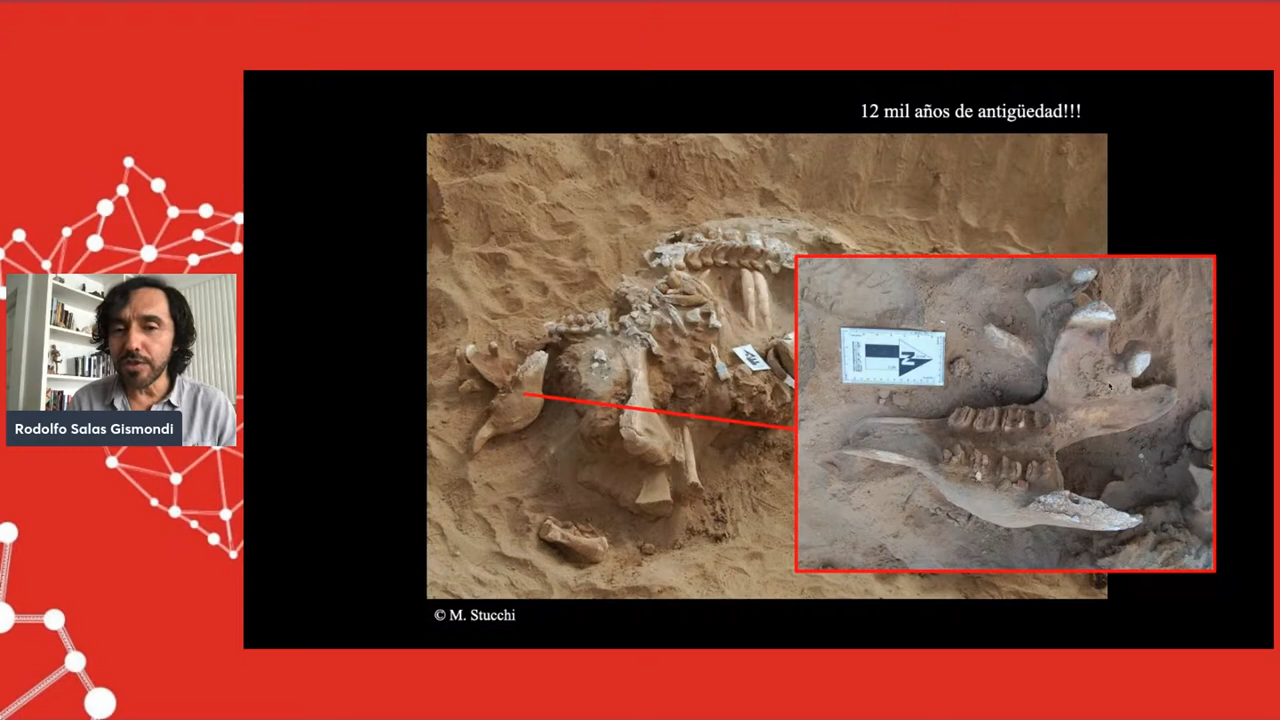 12 mil años de antigüedad!!!
N
Rodolfo Salas Gismondi
© M. Stucchi